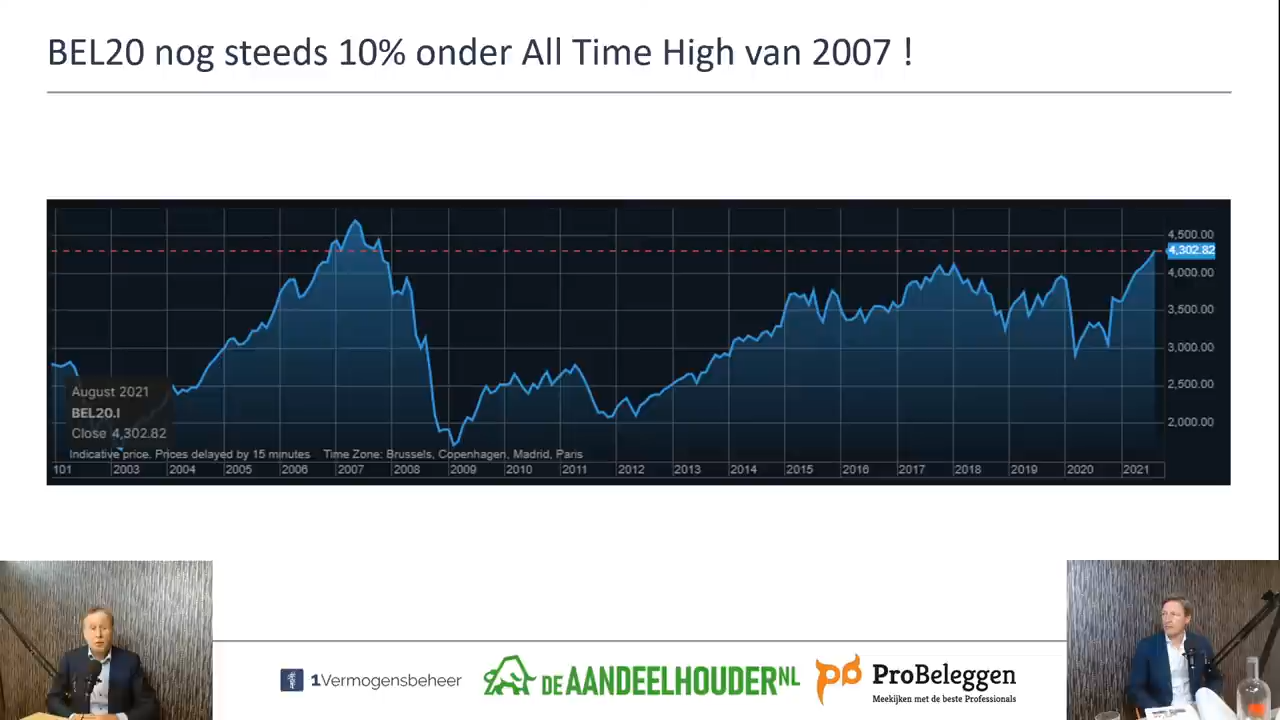 BEL20 nog steeds 10% onder All Time High van 2007 !
4,500.00
4,302.82
4,000.00
3,500.00
3,000.00
2,500.00
2,000.00
August 2021
BEL20.I
Close 4,302.82
Indicative price. Prices delayed by 15 minutes Time Zone: Brussels, Copenhagen, Madrid, Paris
101 2003 2004 2005 2006 2007 2008 2009 2010 2011 2012 2013 2014 2015 2016 2017 2018 2019 2020 2021
1Vermogensbeheer
DE AANDEELHOUDER NL
ProBeleggen
Meekijken met de beste Professionals